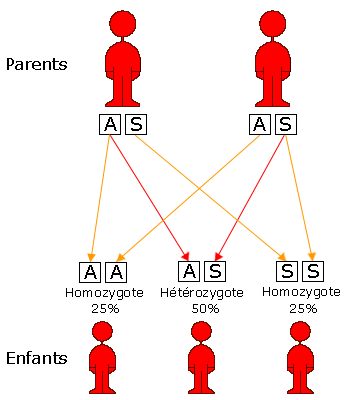 Parents
A S A S
A A A S S S
Homozygote Hétérozygote Homozygote
25% 50% 25%
Enfants